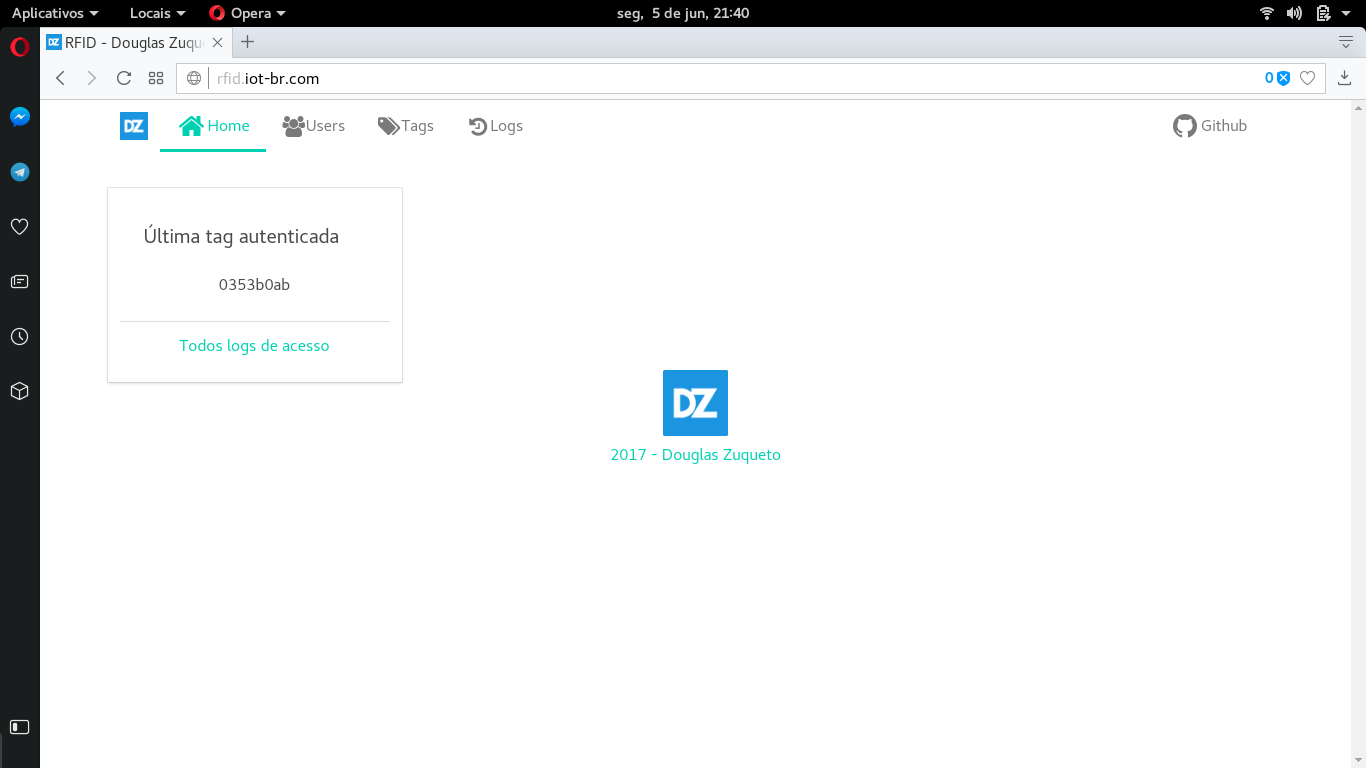 Aplicativos Locais Opera seg, 5 de jun, 21:40
DZ RFID - Douglas Zuqu
rfid.iot-br.com 0
DZ Home Users Tags Logs Github
Última tag autenticada
0353b0ab
Todos logs de acesso
DZ
2017 - Douglas Zuqueto